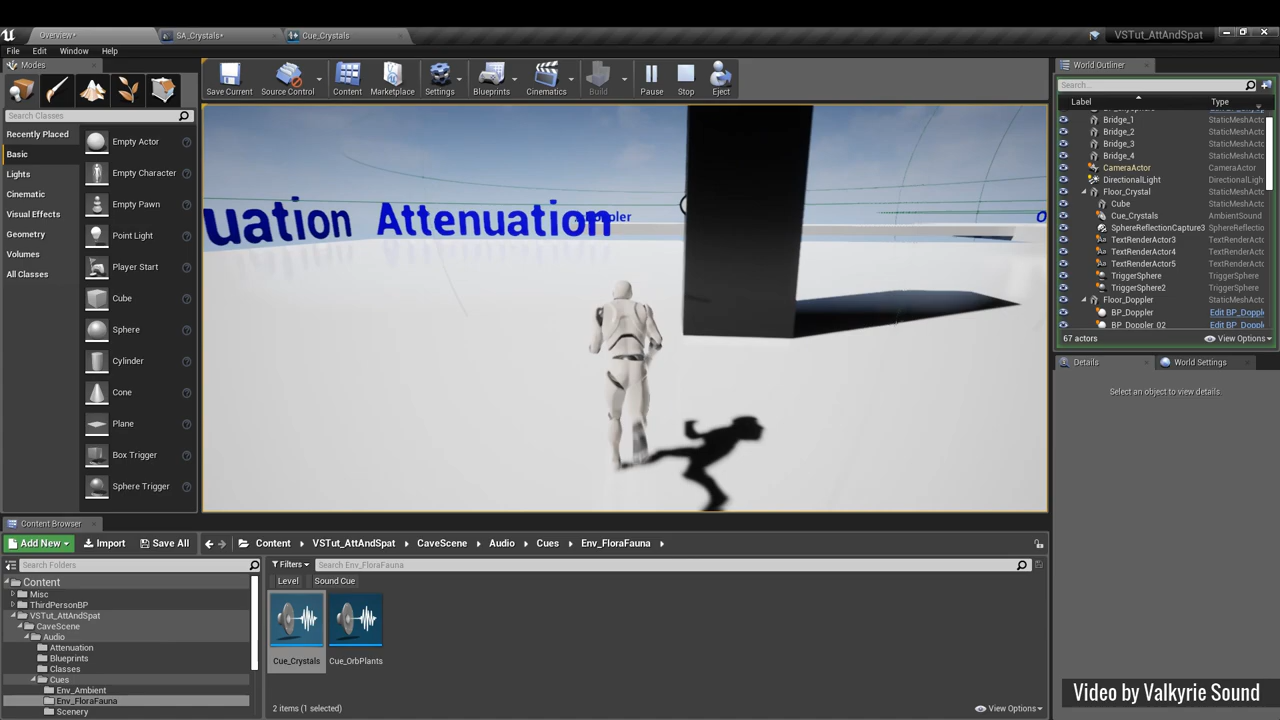 Overview*
SA_Crystals*
Cue_Crystals
VSTut_AttAndSpat
File Edit Window Help
Modes
Search Classes
Recently Placed
Basic
Lights
Cinematic
Visual Effects
Geometry
Volumes
All Classes
Empty Actor
Empty Character
Empty Pawn
Point Light
Player Start
Cube
Sphere
Cylinder
Cone
Plane
Box Trigger
Sphere Trigger
Save Current
Source Control
Content
Marketplace
Settings
Blueprints
Cinematics
Build
Pause
Stop
Eject
uation Attenuation
World Outliner
Search...
Label Type
Bridge_1 StaticMeshActo
Bridge_2 StaticMeshActo
Bridge_3 StaticMeshActo
Bridge_4 StaticMeshActo
CameraActor CameraActor
DirectionalLight DirectionalLigh
Floor_Crystal StaticMeshActo
Cube StaticMeshActo
Cue_Crystals AmbientSound
SphereReflectionCapture3 SphereReflectio
TextRenderActor3 TextRenderActo
TextRenderActor4 TextRenderActo
TextRenderActor5 TextRenderActo
TriggerSphere TriggerSphere
TriggerSphere2 TriggerSphere
Floor_Doppler StaticMeshActo
BP_Doppler Edit BP_Doppl
BP_Doppler_02 Edit BP_Doppl
67 actors
View Options
Details
World Settings
Select an object to view details.
Content Browser
Add New
Import
Save All
Content
VSTut_AttAndSpat
CaveScene
Audio
Cues
Env_FloraFauna
Search Folders
Filters
Search Env_FloraFauna
Level
Sound Cue
Content
Misc
ThirdPersonBP
VSTut_AttAndSpat
CaveScene
Audio
Attenuation
Blueprints
Classes
Cues
Env_Ambient
Env_FloraFauna
Scenery
Cue_Crystals
Cue_OrbPlants
2 items (1 selected)
View Options
Video by Valkyrie Sound